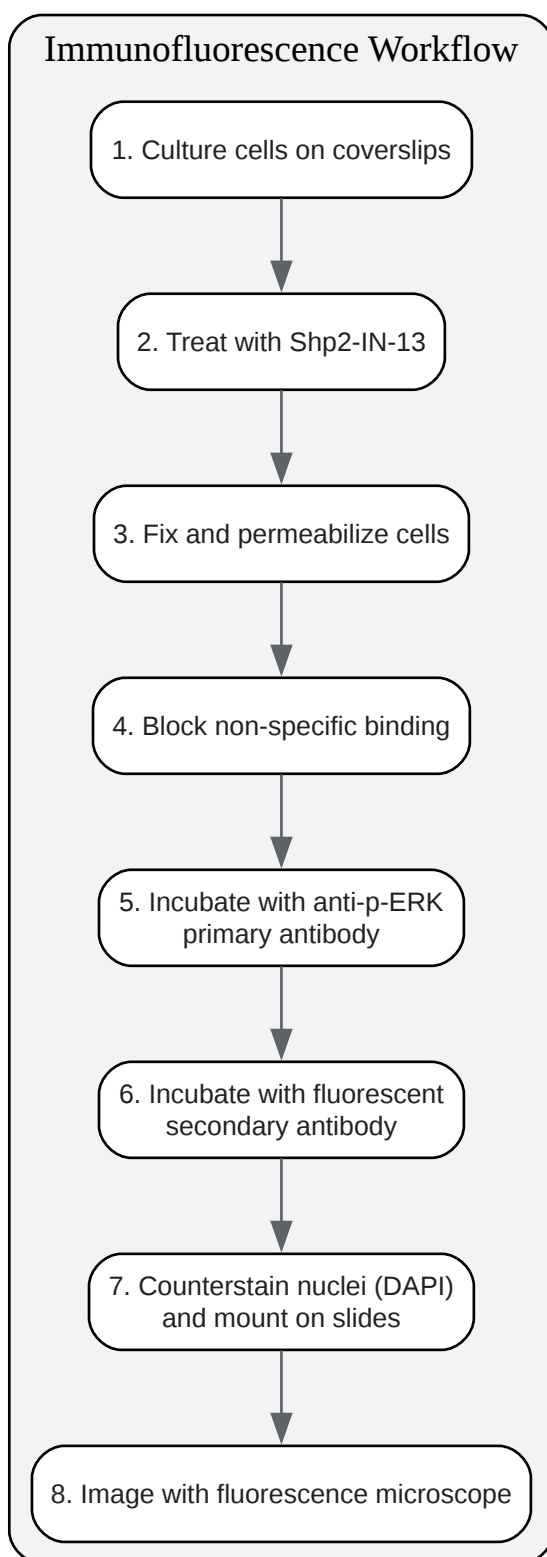 Immunofluorescence Workflow
1. Culture cells on coverslips
2. Treat with Shp2-IN-13
3. Fix and permeabilize cells
4. Block non-specific binding
5. Incubate with anti-p-ERK
primary antibody
6. Incubate with fluorescent
secondary antibody
7. Counterstain nuclei (DAPI)
and mount on slides
8. Image with fluorescence microscope